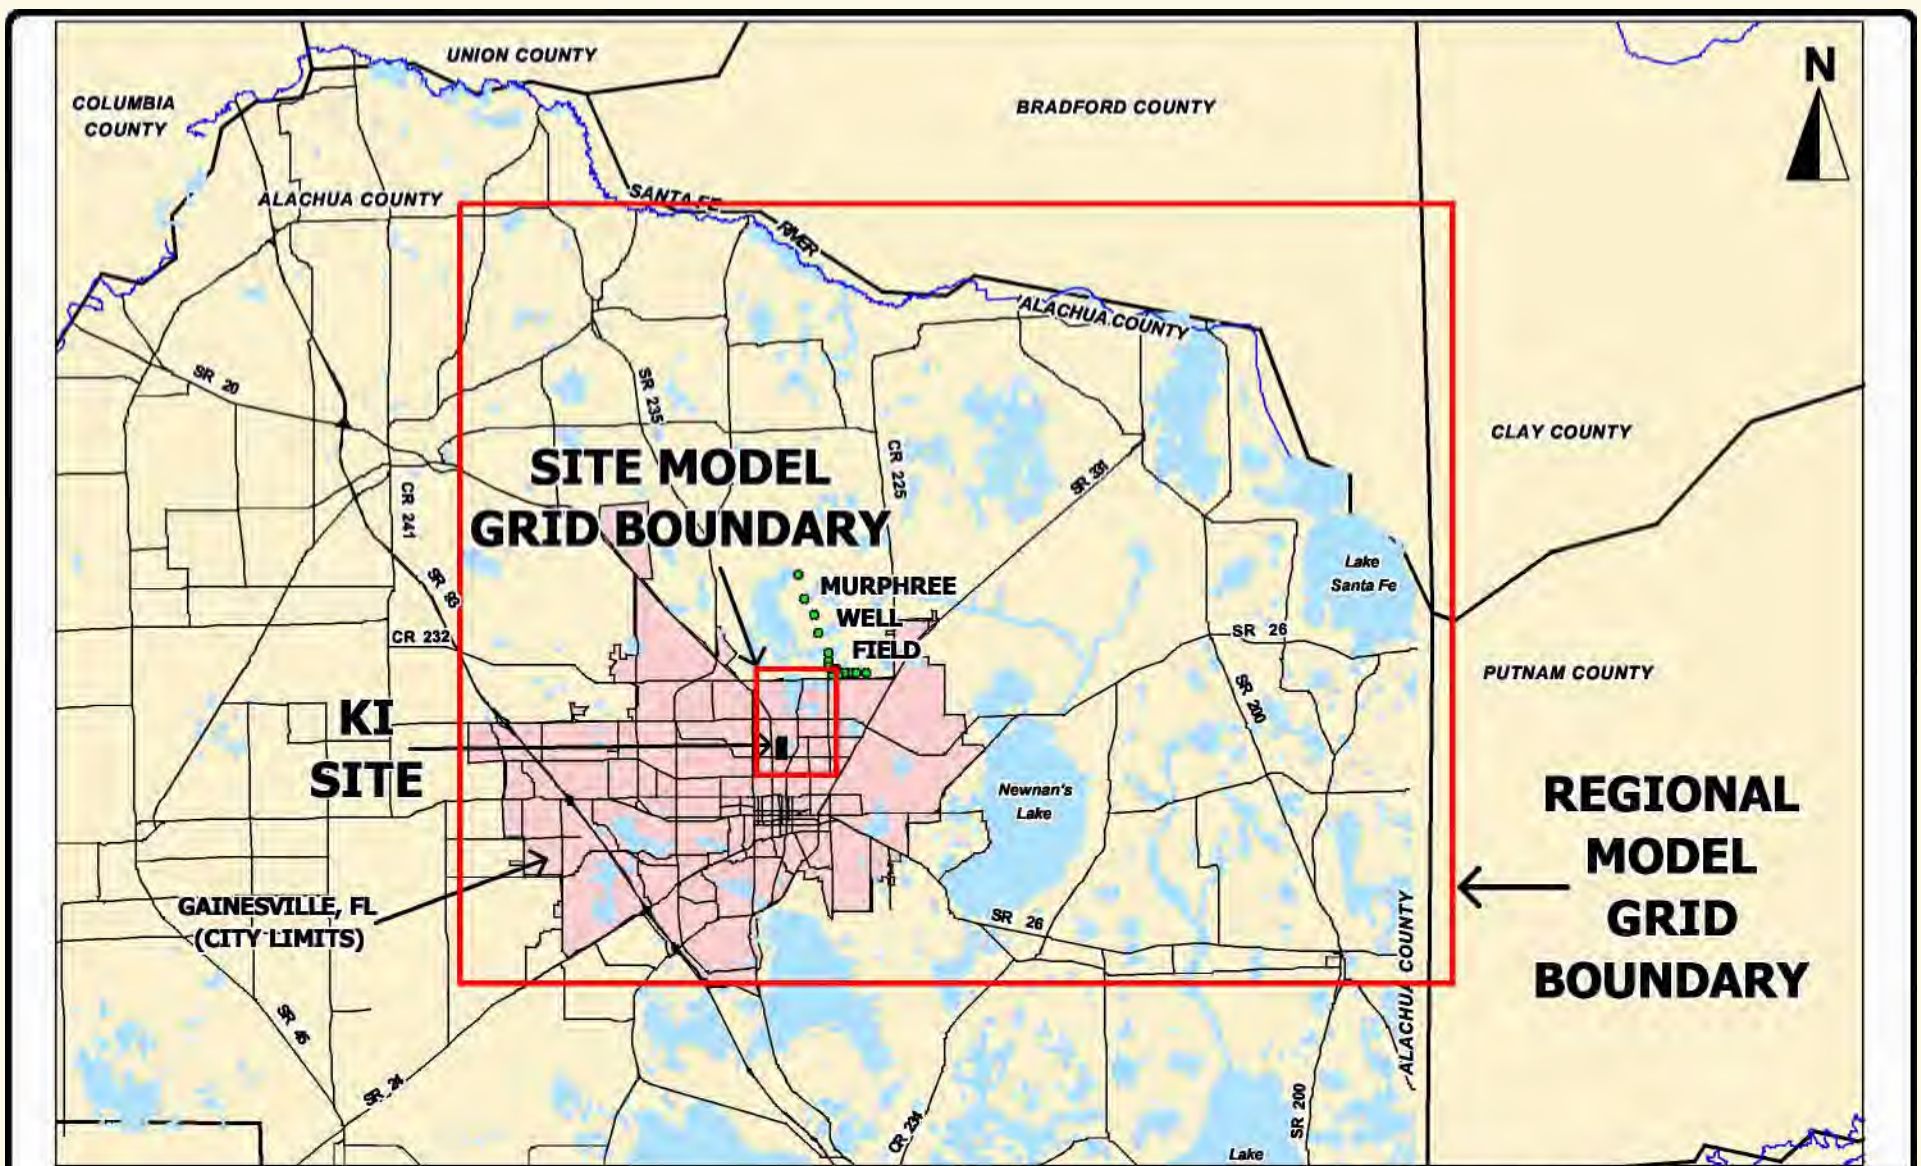 UNION COUNTY
N
COLUMBIA
COUNTY
BRADFORD COUNTY
ALACHUA COUNTY
SANTA FE
RIVER
ALACHUA COUNTY
SR 20
SR 235
CLAY COUNTY
SITE MODEL
GRID BOUNDARY
CR 225
SR 331
CR 241
SR 93
Lake
Santa Fe
MURPHREE
WELL
FIELD
CR 232
SR 26
PUTNAM COUNTY
SR 200
KI
SITE
Newnan's
Lake
REGIONAL
MODEL
GRID
BOUNDARY
GAINESVILLE, FL
(CITY LIMITS)
SR 26
ALACHUA COUNTY
SR 45
SR 24
CR 234
SR 200
Lake